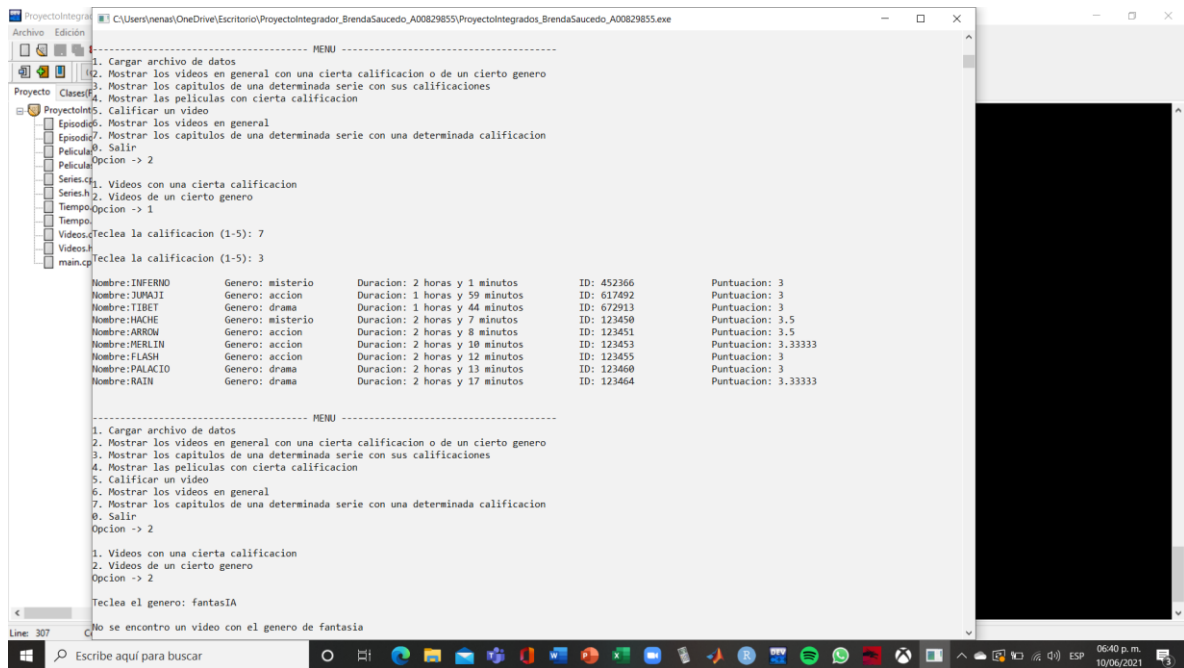 ProyectoIntegra
C:\Users\nenas\OneDrive\Escritorio\ProyectoIntegrador_BrendaSaucedo_A00829855\ProyectoIntegrados_BrendaSaucedo_A00829855.exe
Archivo Edición
Proyecto Clases(F
ProyectoInt
Episodio
Episodio
Peliculas
Peliculas
Series.cp
Series.h
Tiempo.
Tiempo.
Videos.c
Videos.h
main.cp
------------------------------------- MENU -------------------------------------
1. Cargar archivo de datos
2. Mostrar los videos en general con una cierta calificacion o de un cierto genero
3. Mostrar los capitulos de una determinada serie con sus calificaciones
4. Mostrar las peliculas con cierta calificacion
5. Calificar un video
6. Mostrar los videos en general
7. Mostrar los capitulos de una determinada serie con una determinada calificacion
0. Salir
Opcion -> 2
1. Videos con una cierta calificacion
2. Videos de un cierto genero
Opcion -> 1
Teclea la calificacion (1-5): 7
Teclea la calificacion (1-5): 3
Nombre:INFERNO Genero: misterio Duracion: 2 horas y 1 minutos ID: 452366 Puntuacion: 3
Nombre:JUMAJI Genero: accion Duracion: 1 horas y 59 minutos ID: 617492 Puntuacion: 3
Nombre:TIBET Genero: drama Duracion: 1 horas y 44 minutos ID: 672913 Puntuacion: 3
Nombre:HACHE Genero: misterio Duracion: 2 horas y 7 minutos ID: 123450 Puntuacion: 3.5
Nombre:ARROW Genero: accion Duracion: 2 horas y 8 minutos ID: 123451 Puntuacion: 3.5
Nombre:MERLIN Genero: accion Duracion: 2 horas y 10 minutos ID: 123453 Puntuacion: 3.33333
Nombre:FLASH Genero: accion Duracion: 2 horas y 12 minutos ID: 123455 Puntuacion: 3
Nombre:PALACIO Genero: drama Duracion: 2 horas y 13 minutos ID: 123460 Puntuacion: 3
Nombre:RAIN Genero: drama Duracion: 2 horas y 17 minutos ID: 123464 Puntuacion: 3.33333
------------------------------------- MENU -------------------------------------
1. Cargar archivo de datos
2. Mostrar los videos en general con una cierta calificacion o de un cierto genero
3. Mostrar los capitulos de una determinada serie con sus calificaciones
4. Mostrar las peliculas con cierta calificacion
5. Calificar un video
6. Mostrar los videos en general
7. Mostrar los capitulos de una determinada serie con una determinada calificacion
0. Salir
Opcion -> 2
1. Videos con una cierta calificacion
2. Videos de un cierto genero
Opcion -> 2
Teclea el genero: fantasIA
No se encontro un video con el genero de fantasia
Line: 307
Escribe aquí para buscar
ESP
06:40 p. m.
10/06/2021